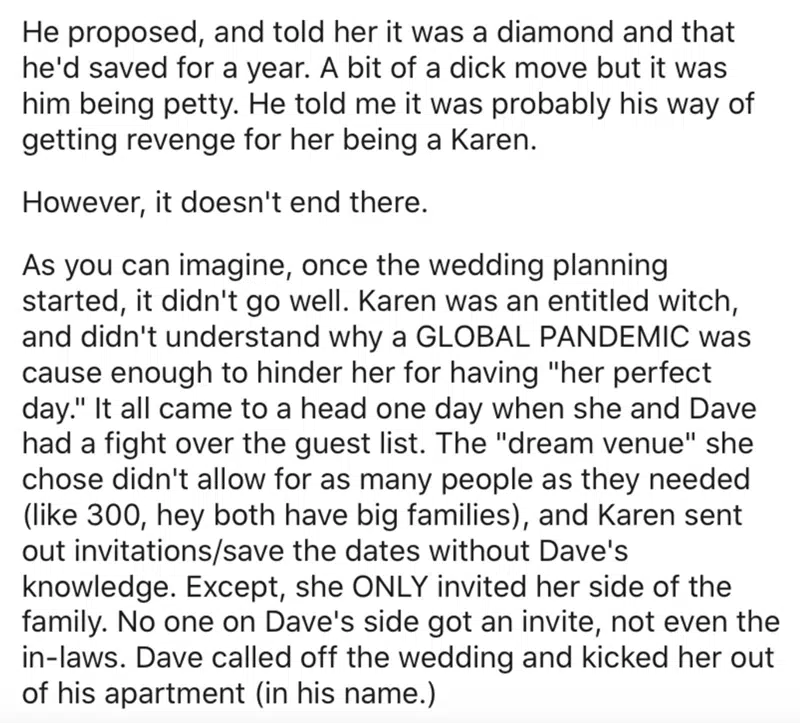 He proposed, and told her it was a diamond and that
he'd saved for a year. A bit of a dick move but it was
him being petty. He told me it was probably his way of
getting revenge for her being a Karen.
However, it doesn't end there.
As you can imagine, once the wedding planning
started, it didn't go well. Karen was an entitled witch,
and didn't understand why a GLOBAL PANDEMIC was
cause enough to hinder her for having "her perfect
day." It all came to a head one day when she and Dave
had a fight over the guest list. The "dream venue" she
chose didn't allow for as many people as they needed
(like 300, hey both have big families), and Karen sent
out invitations/save the dates without Dave's
knowledge. Except, she ONLY invited her side of the
family. No one on Dave's side got an invite, not even the
in-laws. Dave called off the wedding and kicked her out
of his apartment (in his name.)